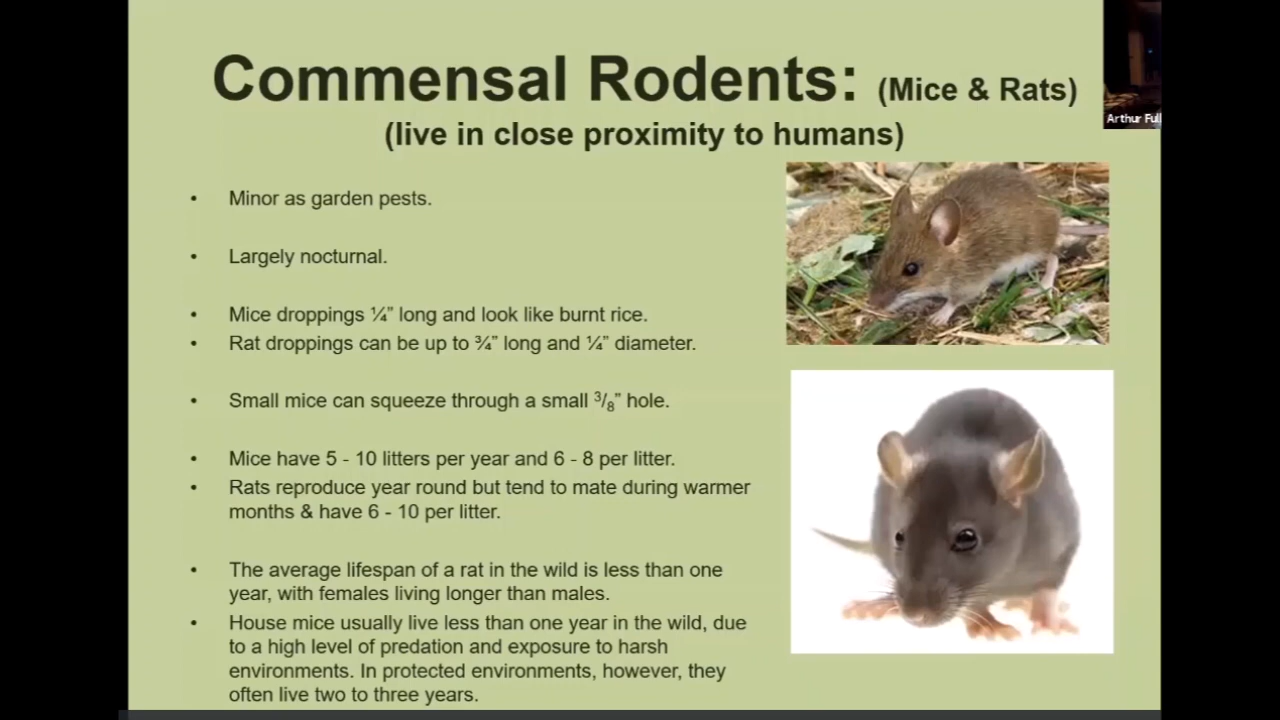 Commensal Rodents: (Mice & Rats)
(live in close proximity to humans)
Arthur Ful
• Minor as garden pests.
• Largely nocturnal.
• Mice droppings ¼” long and look like burnt rice.
• Rat droppings can be up to ¾” long and ¼” diameter.
• Small mice can squeeze through a small ³/₈” hole.
• Mice have 5 - 10 litters per year and 6 - 8 per litter.
• Rats reproduce year round but tend to mate during warmer
months & have 6 - 10 per litter.
• The average lifespan of a rat in the wild is less than one
year, with females living longer than males.
• House mice usually live less than one year in the wild, due
to a high level of predation and exposure to harsh
environments. In protected environments, however, they
often live two to three years.